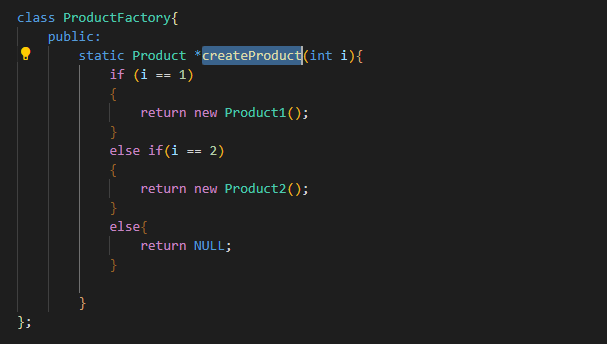 class ProductFactory{
    public:
        static Product *createProduct(int i){
            if (i == 1)
            {
                return new Product1();
            }
            else if(i == 2)
            {
                return new Product2();
            }
            else{
                return NULL;
            }

        }
};